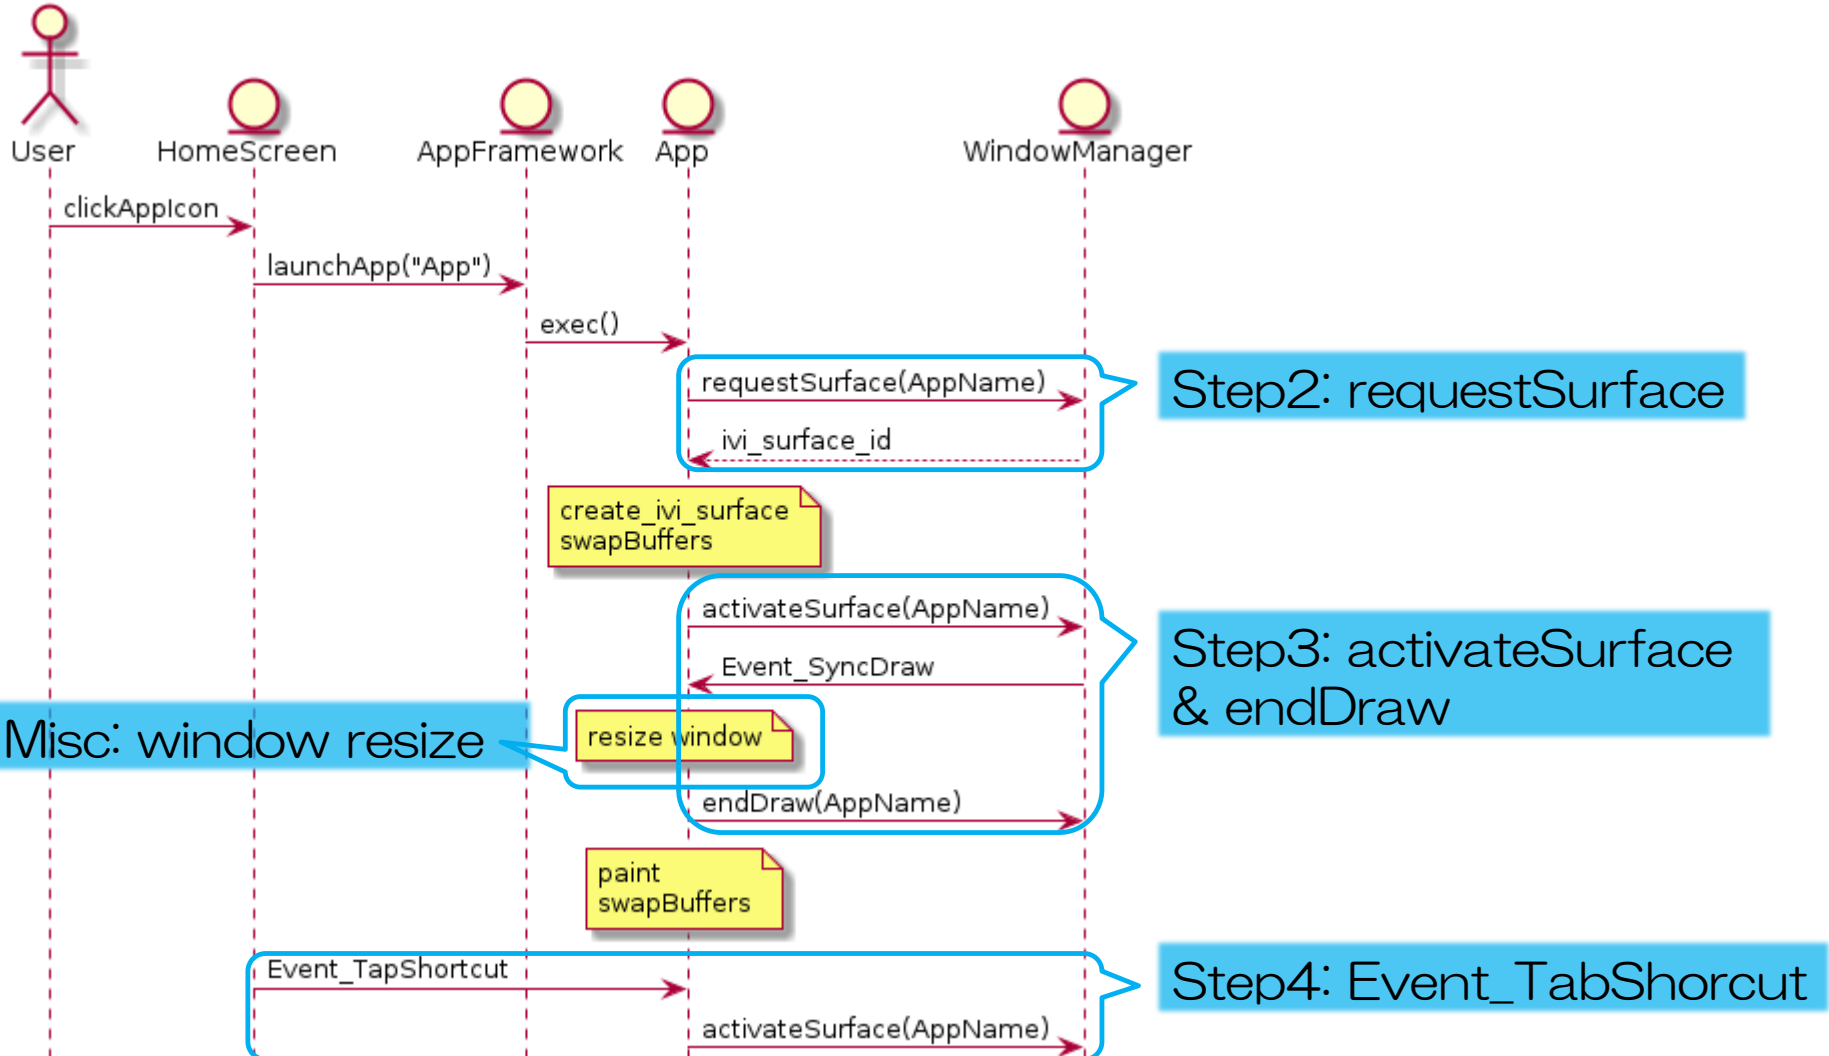 User
HomeScreen
AppFramework
App
WindowManager
clickAppIcon
launchApp("App")
exec()
requestSurface(AppName)
Step2: requestSurface
ivi_surface_id
create_ivi_surface
swapBuffers
activateSurface(AppName)
Event_SyncDraw
Step3: activateSurface
& endDraw
Misc: window resize
resize window
endDraw(AppName)
paint
swapBuffers
Event_TapShortcut
Step4: Event_TabShorcut
activateSurface(AppName)